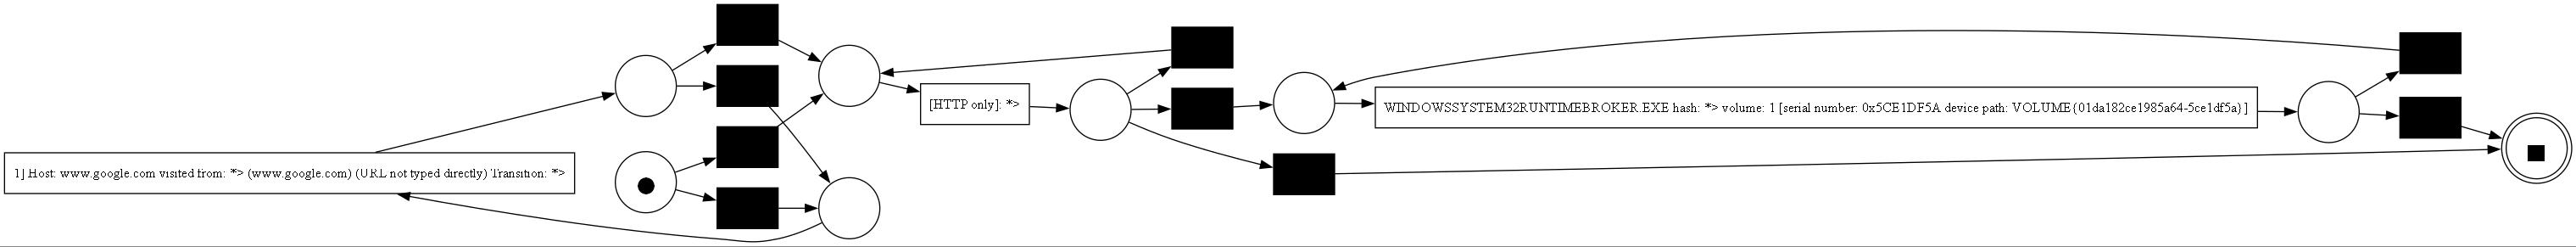 1] Host: www.google.com visited from: *> (www.google.com) (URL not typed directly) Transition: *>
[HTTP only]: *>
WINDOWSSYSTEM32RUNTIMEBROKER.EXE hash: *> volume: 1 [serial number: 0x5CE1DF5A device path: VOLUME{01da182ce1985a64-5ce1df5a}]